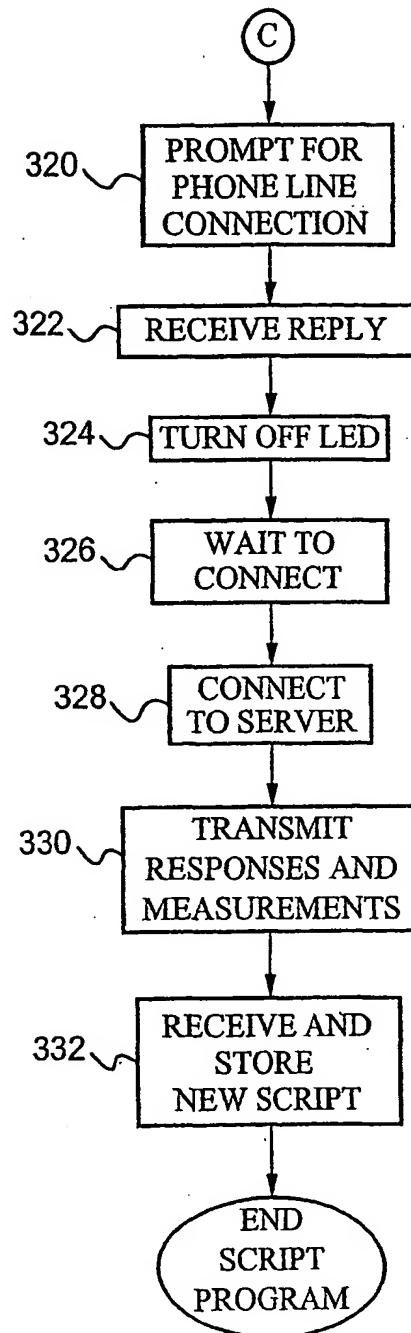 C
320
PROMPT FOR
PHONE LINE
CONNECTION
322
RECEIVE REPLY
324
TURN OFF LED
326
WAIT TO
CONNECT
328
CONNECT
TO SERVER
330
TRANSMIT
RESPONSES AND
MEASUREMENTS
332
RECEIVE AND
STORE
NEW SCRIPT
END
SCRIPT
PROGRAM